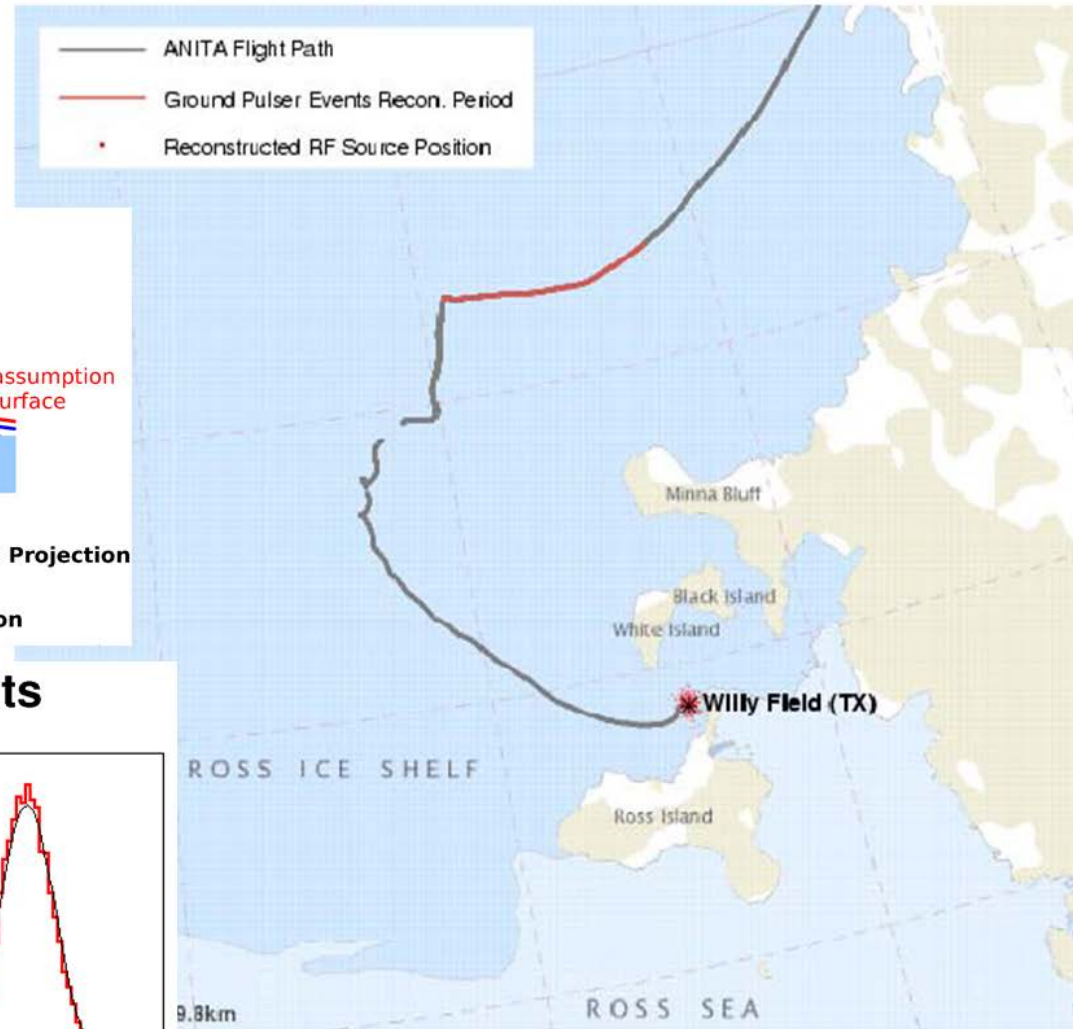 ANITA Flight Path
Ground Pulser Events Recon. Period
Reconstructed RF Source Position
assumption
urface
Projection
on
ts
Minna Bluff
Black Island
White Island
Willy Field (TX)
ROSS ICE SHELF
Ross Island
9.8km
ROSS SEA